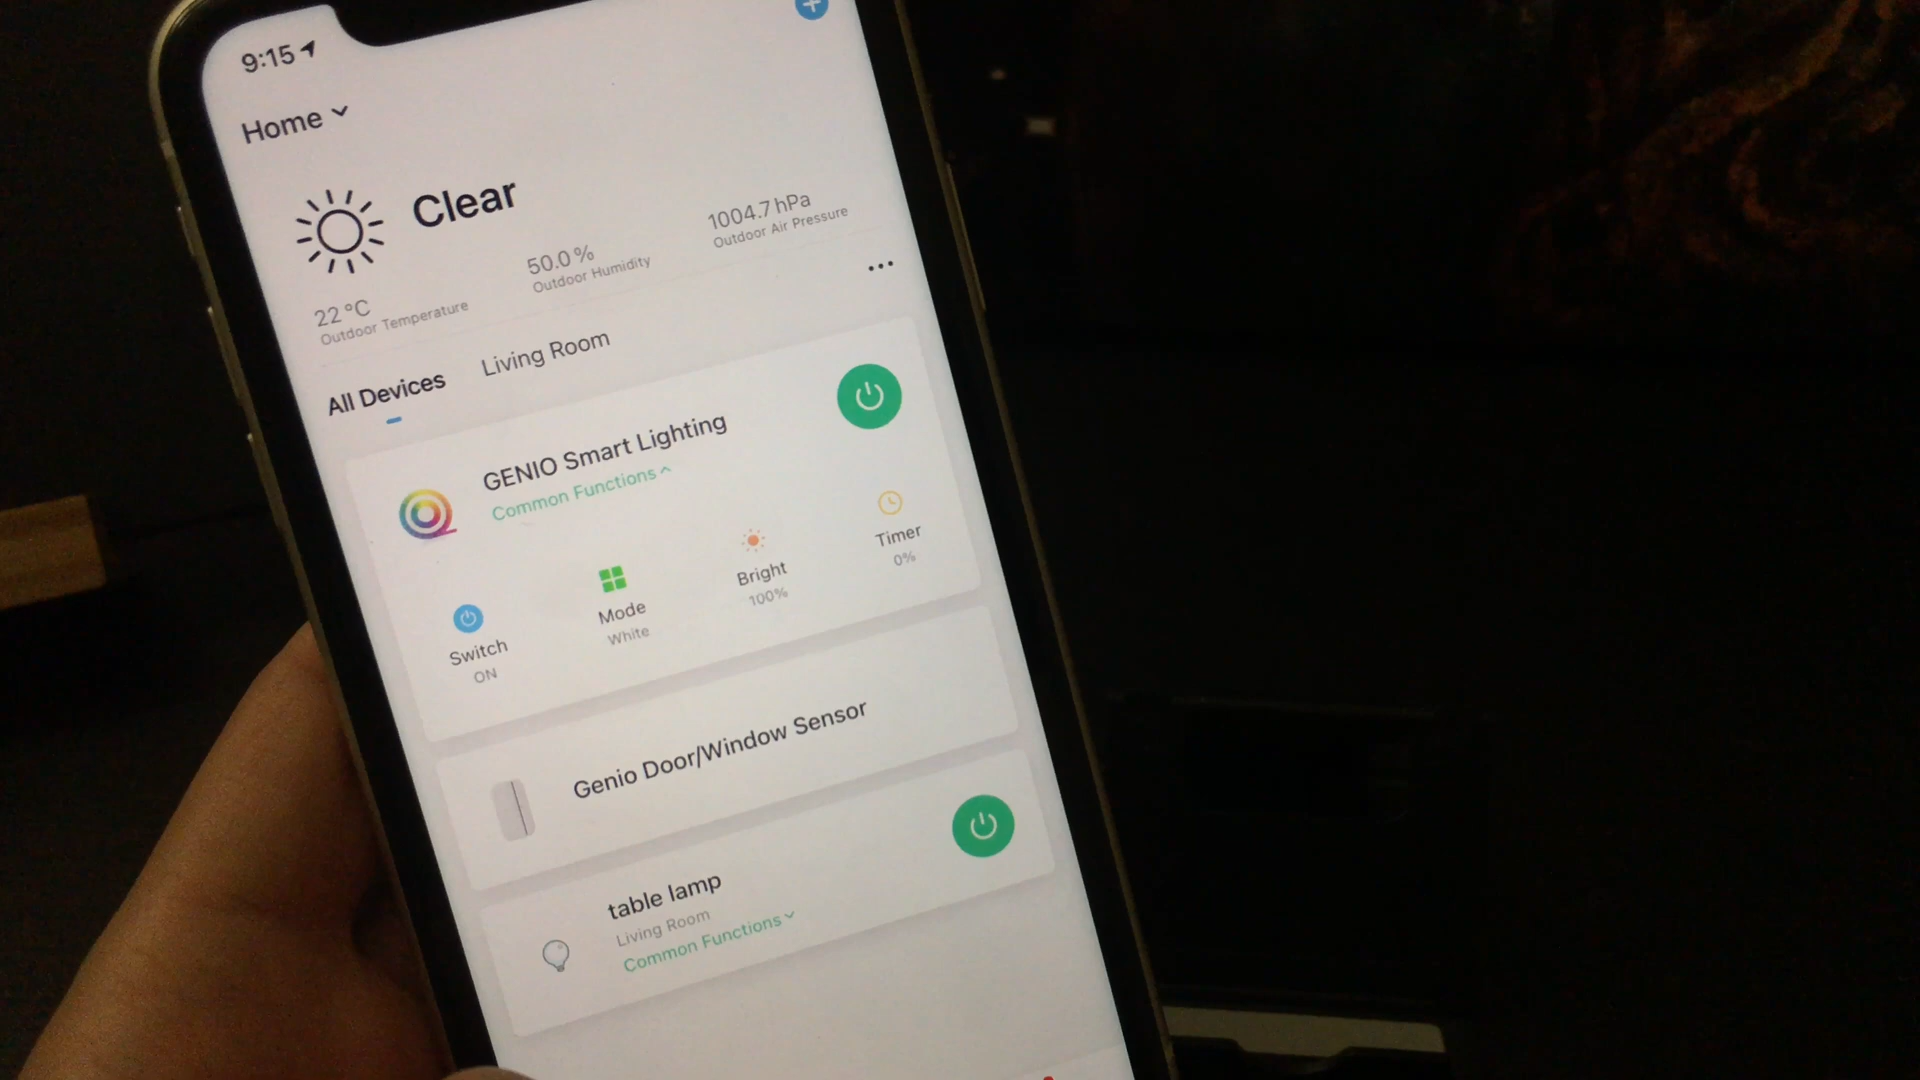 9:15
Home
Clear
22°C
Outdoor Temperature
50.0%
Outdoor Humidity
1004.7 hPa
Outdoor Air Pressure
All Devices
Living Room
GENIO Smart Lighting
Common Functions
Switch
ON
Mode
White
Bright
100%
Timer
0%
Genio Door/Window Sensor
table lamp
Living Room
Common Functions